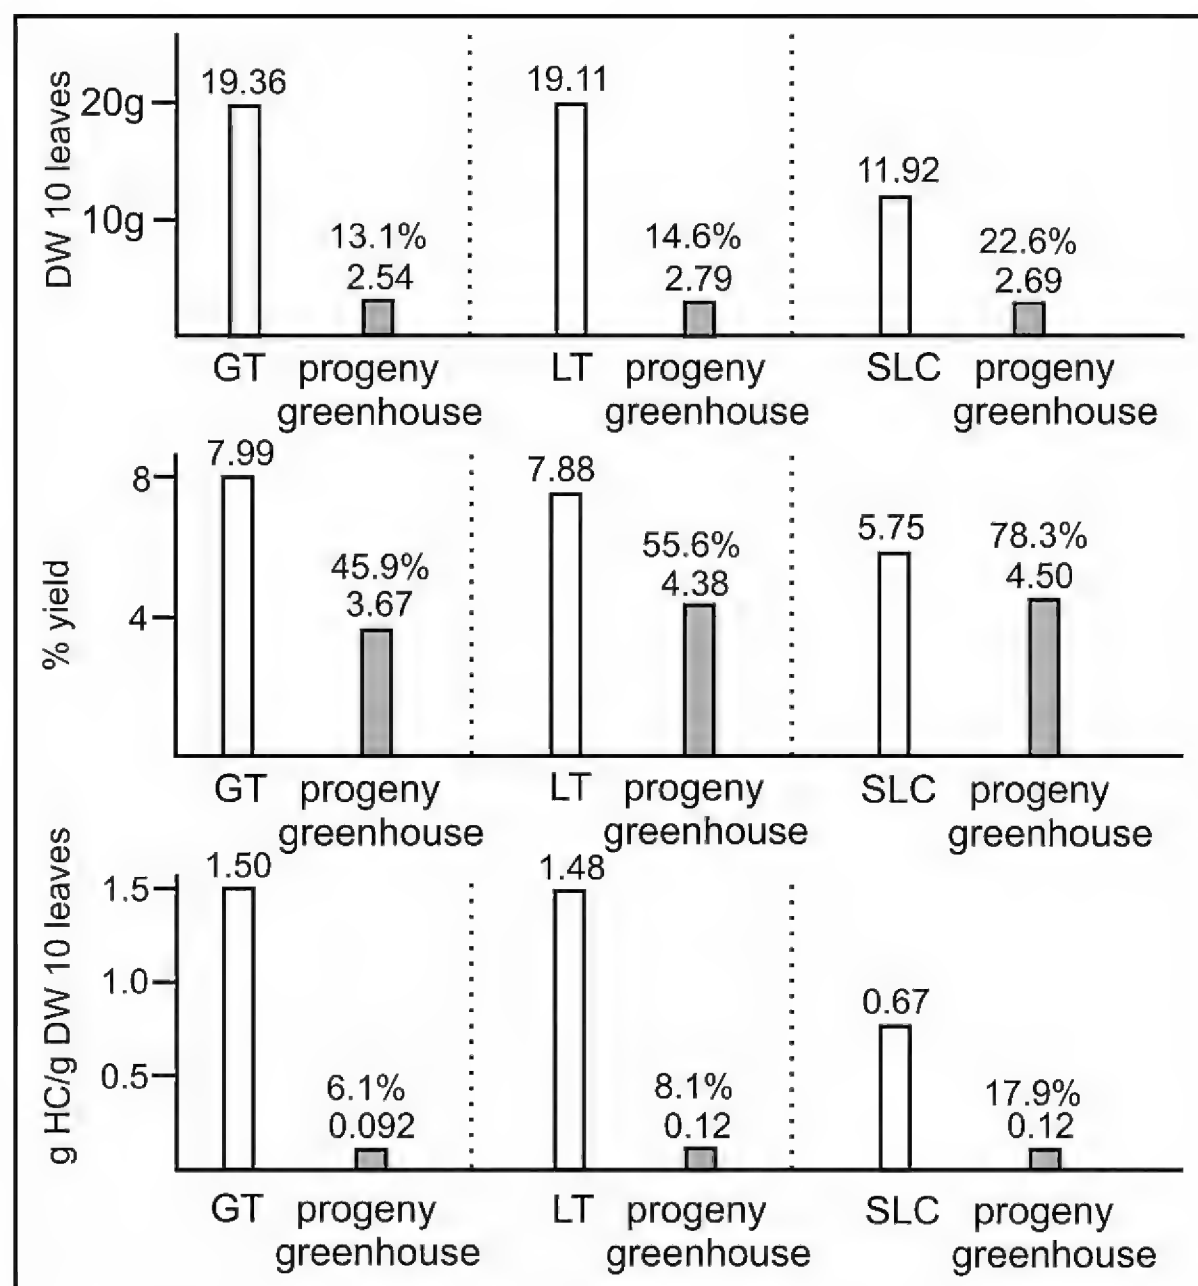 DW 10 leaves
20g
10g
19.36
13.1%
2.54
19.11
14.6%
2.79
11.92
22.6%
2.69
GT progeny greenhouse
LT progeny greenhouse
SLC progeny greenhouse
% yield
8
4
7.99
45.9%
3.67
7.88
55.6%
4.38
5.75
78.3%
4.50
GT progeny greenhouse
LT progeny greenhouse
SLC progeny greenhouse
g HC/g DW 10 leaves
1.5
1.0
0.5
1.50
6.1%
0.092
1.48
8.1%
0.12
0.67
17.9%
0.12
GT progeny greenhouse
LT progeny greenhouse
SLC progeny greenhouse